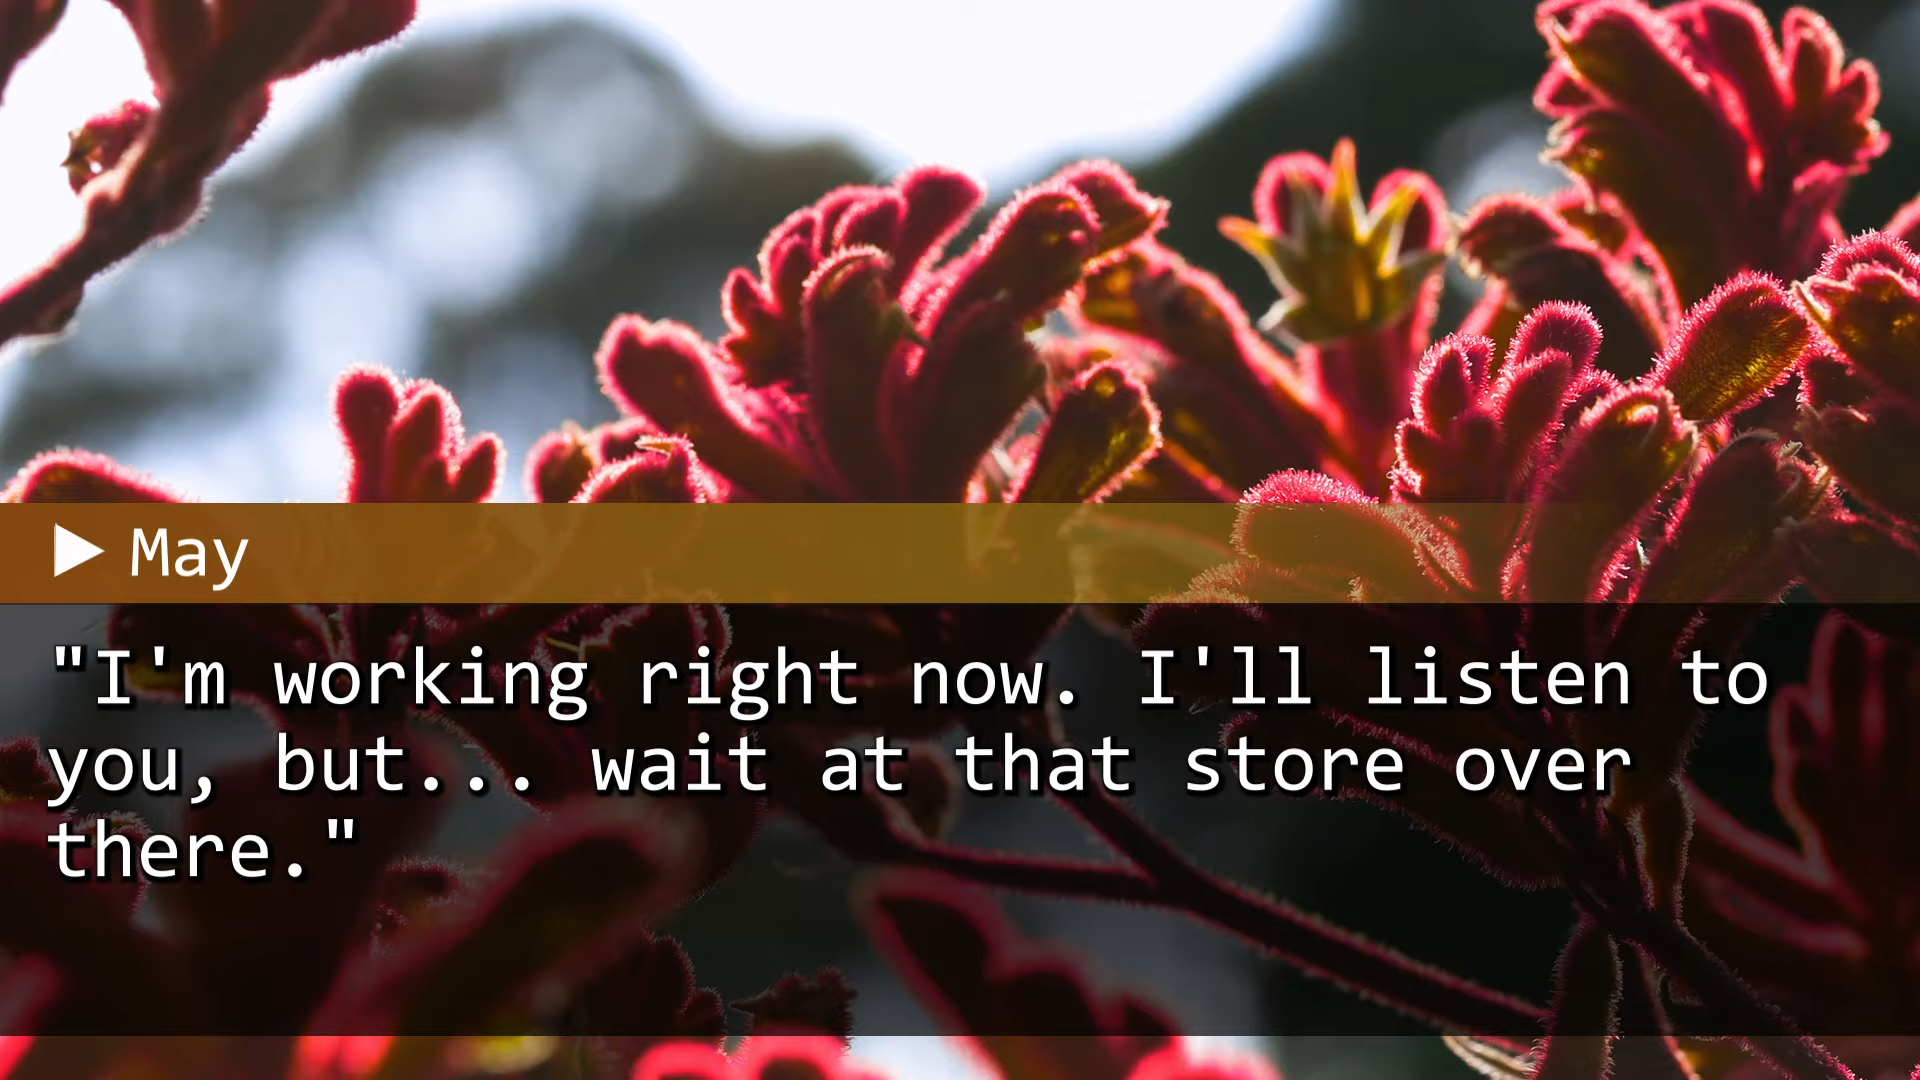 May
"I'm working right now. I'll listen to
you, but... wait at that store over
there."